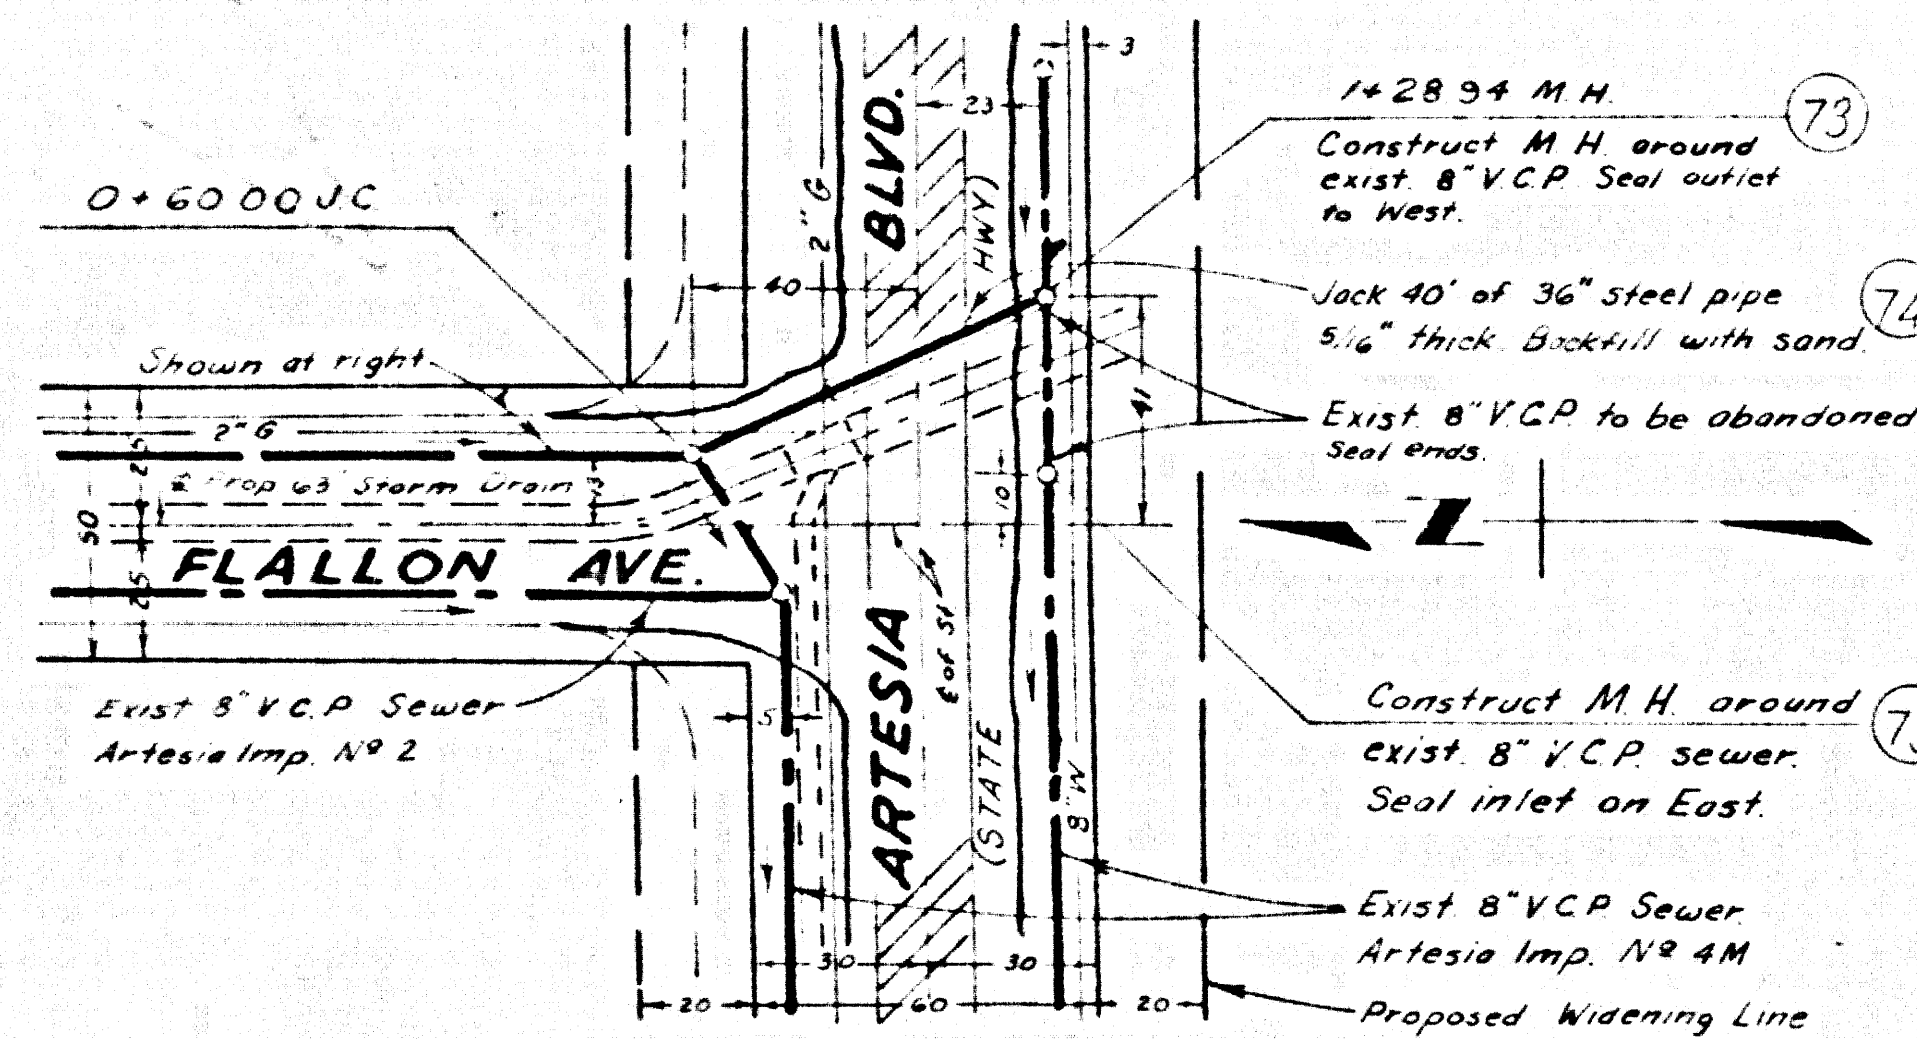 3
1+28 94 M.H.
73
23
BLVD.
Construct M.H. around
exist. 8" V.C.P. Seal outlet
to West.
0+60 00 J.C.
2" G
HWY)
40
Jack 40' of 36" steel pipe
74
5/16" thick. Backfill with sand.
Shown at right
41
Exist. 8" V.C.P. to be abandoned
Seal ends.
2" G
25
Prop 63" Storm Drain
10
50
FLALLON AVE.
25
ARTESIA
℄ of St
Exist 8" V.C.P. Sewer
Artesia Imp. Nº 2
5
(STATE
8" W
Construct M.H. around
exist. 8" V.C.P. sewer.
Seal inlet on East.
Exist 8" V.C.P. Sewer
Artesia Imp. Nº 4M
30
30
20
60
20
Proposed Widening Line